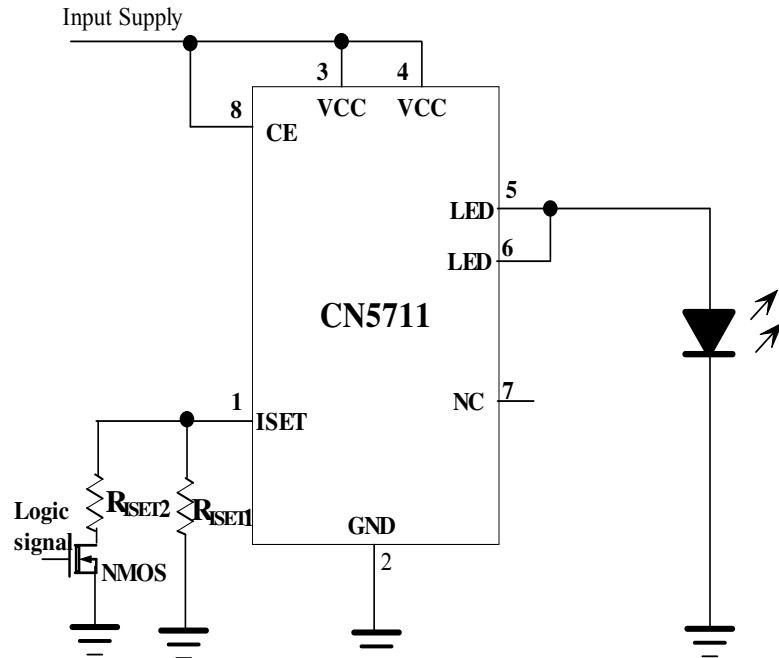 Input Supply
3
4
VCC
VCC
8
CE
5
LED
6
LED
CN5711
1
ISET
7
NC
RISET2
RISET1
Logic
signal
NMOS
GND
2